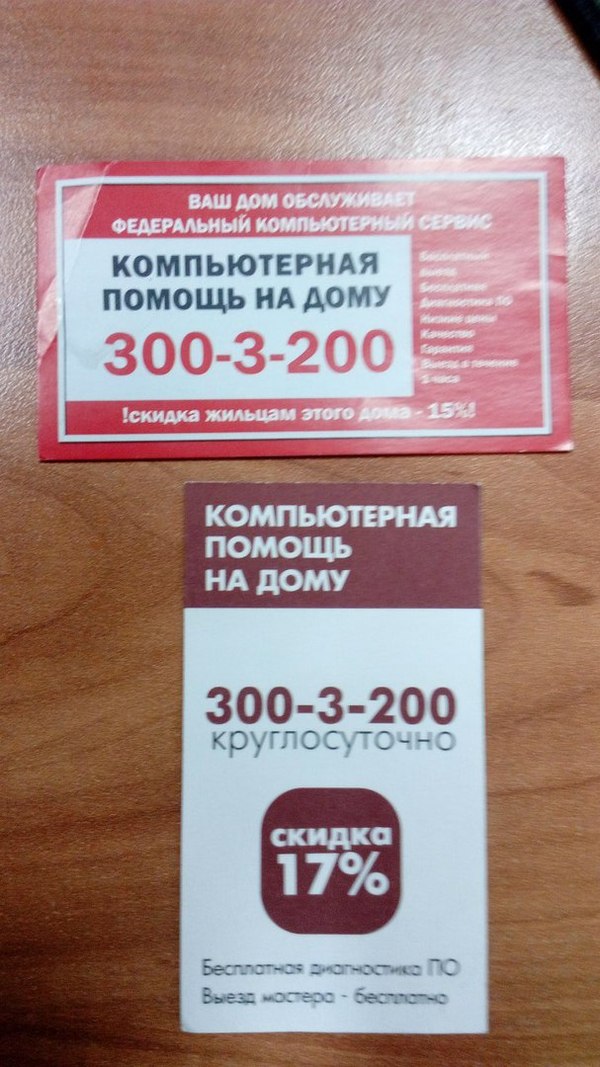 ВАШ ДОМ ОБСЛУЖИВАЕТ
ФЕДЕРАЛЬНЫЙ КОМПЬЮТЕРНЫЙ СЕРВИС
КОМПЬЮТЕРНАЯ
ПОМОЩЬ НА ДОМУ
300-3-200
Бесплатный
выезд
Бесплатная
Диагностика ПО
Низкие цены
Качество
Гарантия
Выезд в течение
!скидка жильцам этого дома - 15%!
КОМПЬЮТЕРНАЯ
ПОМОЩЬ
НА ДОМУ
300-3-200
круглосуточно
скидка
17%
Бесплатная диагностика ПО
Выезд мастера - бесплатно